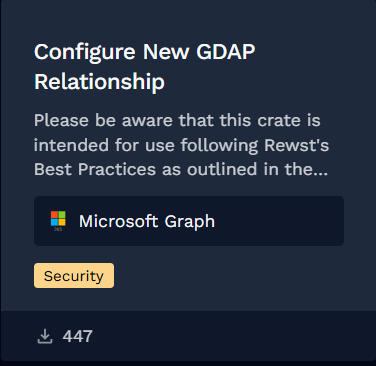 Configure New GDAP
Relationship
Please be aware that this crate is
intended for use following Rewst's
Best Practices as outlined in the...
Microsoft Graph
Security
447